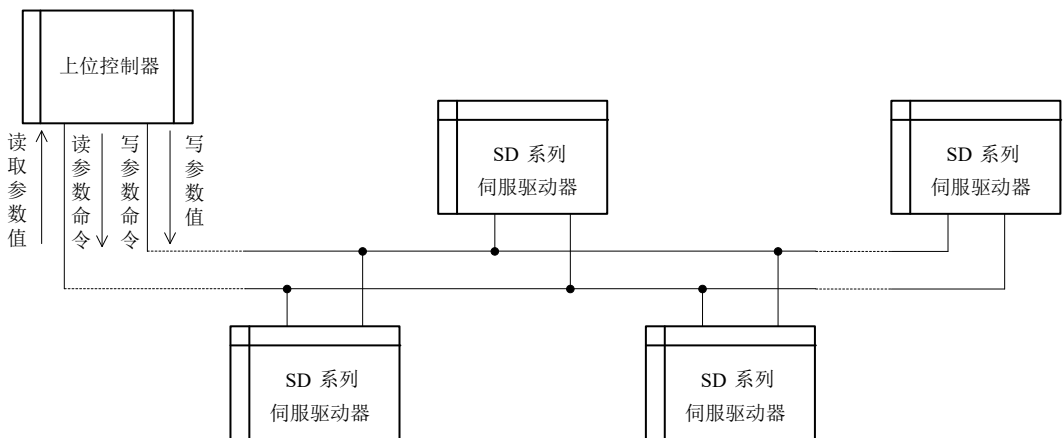 上位控制器
读取参数值
读参数命令
写参数命令
写参数值
SD 系列
伺服驱动器
SD 系列
伺服驱动器
SD 系列
伺服驱动器
SD 系列
伺服驱动器